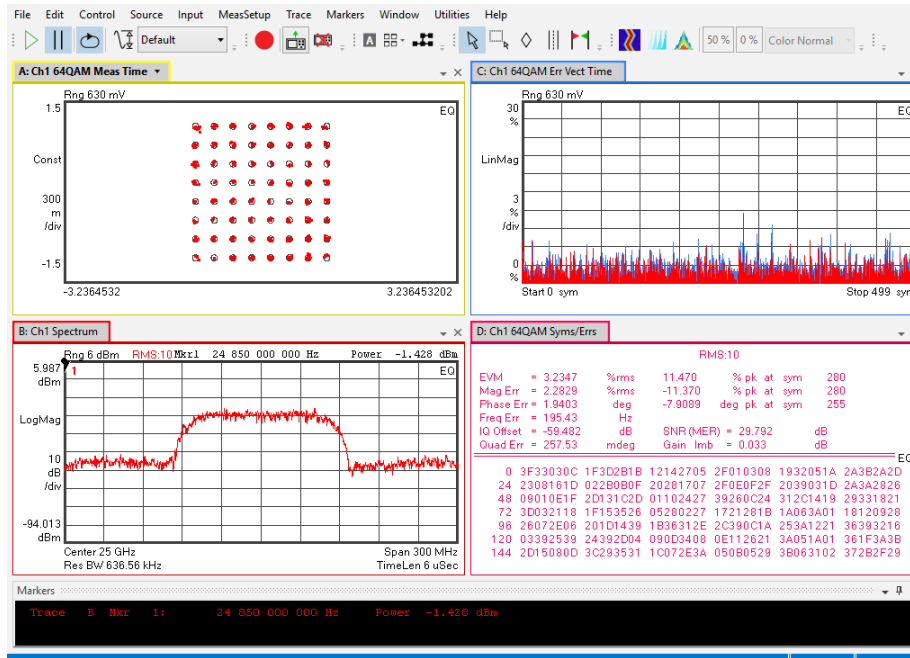 File Edit Control Source Input MeasSetup Trace Markers Window Utilities Help
Default 50 % 0 % Color Normal
A: Ch1 64QAM Meas Time
Rng 630 mV
1.5
EQ
Const
300
m
/div
-1.5
-3.2364532 3.236453202
C: Ch1 64QAM Err Vect Time
Rng 630 mV
30
%
EQ
LinMag
3
%
/div
0
%
Start 0 sym Stop 499 sym
B: Ch1 Spectrum
Rng 6 dBm RMS:10 Mkr1 24 850 000 000 Hz Power -1.428 dBm
5.987
dBm
1
EQ
LogMag
10
dB
/div
-94.013
dBm
Center 25 GHz Span 300 MHz
Res BW 636.56 kHz TimeLen 6 uSec
D: Ch1 64QAM Syms/Errs
RMS:10
EVM = 3.2347 %rms 11.470 % pk at sym 280
Mag Err = 2.2829 %rms -11.370 % pk at sym 280
Phase Err = 1.9403 deg -7.9089 deg pk at sym 255
Freq Err = 195.43 Hz
IQ Offset = -59.482 dB SNR (MER) = 29.792 dB
Quad Err = 257.53 mdeg Gain Imb = 0.033 dB
EQ
0 3F33030C 1F3D2B1B 12142705 2F010308 1932051A 2A3B2A2D
24 2308161D 022B0B0F 20281707 2F0E0F2F 2039031D 2A3A2826
48 09010E1F 2D131C2D 01102427 39260C24 312C1419 29331821
72 3D032118 1F153526 05280227 1721281B 1A063A01 18120928
96 26072E06 201D1439 1B36312E 2C390C1A 253A1221 36393216
120 03392539 24392D04 090D3408 0E112621 3A051A01 361F3A3B
144 2D15080D 3C293531 1C072E3A 050B0529 3B063102 372B2F29
Markers
Trace B Mkr 1: 24 850 000 000 Hz Power -1.428 dBm